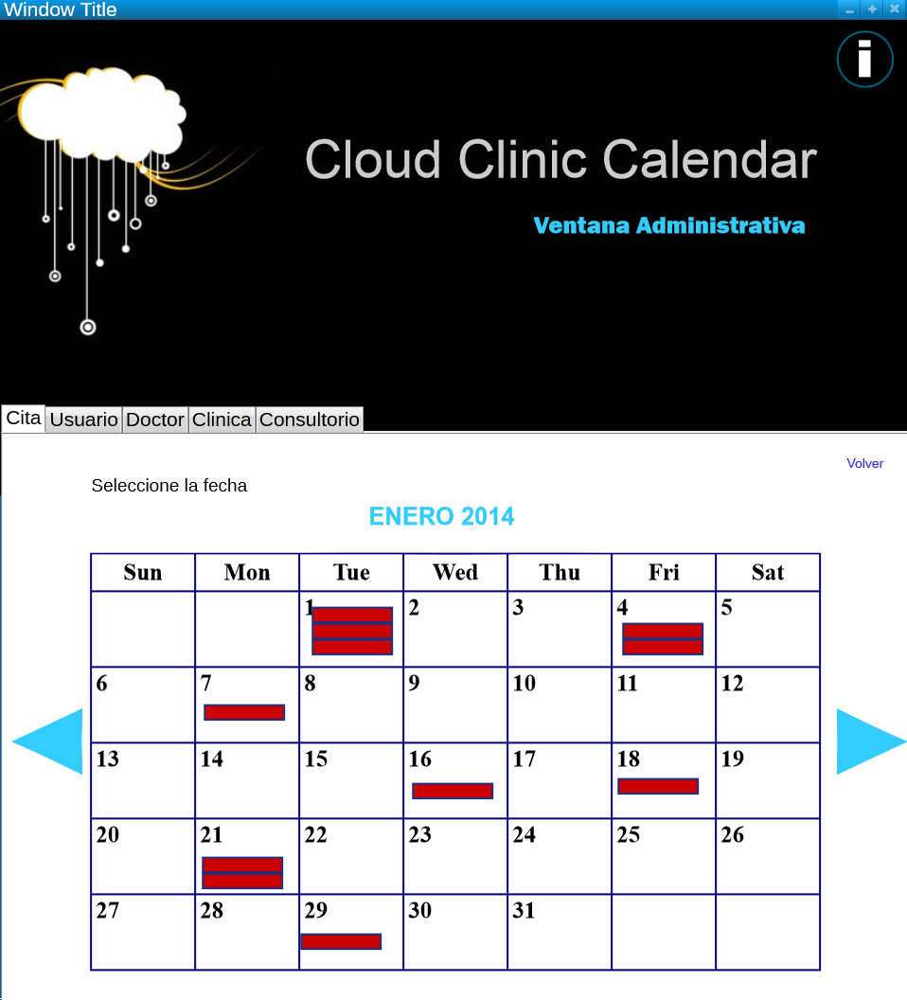 Window Title
i
Cloud Clinic Calendar
Ventana Administrativa
Cita Usuario Doctor Clinica Consultorio
Volver
Seleccione la fecha
ENERO 2014
Sun Mon Tue Wed Thu Fri Sat
1 2 3 4 5
6 7 8 9 10 11 12
13 14 15 16 17 18 19
20 21 22 23 24 25 26
27 28 29 30 31